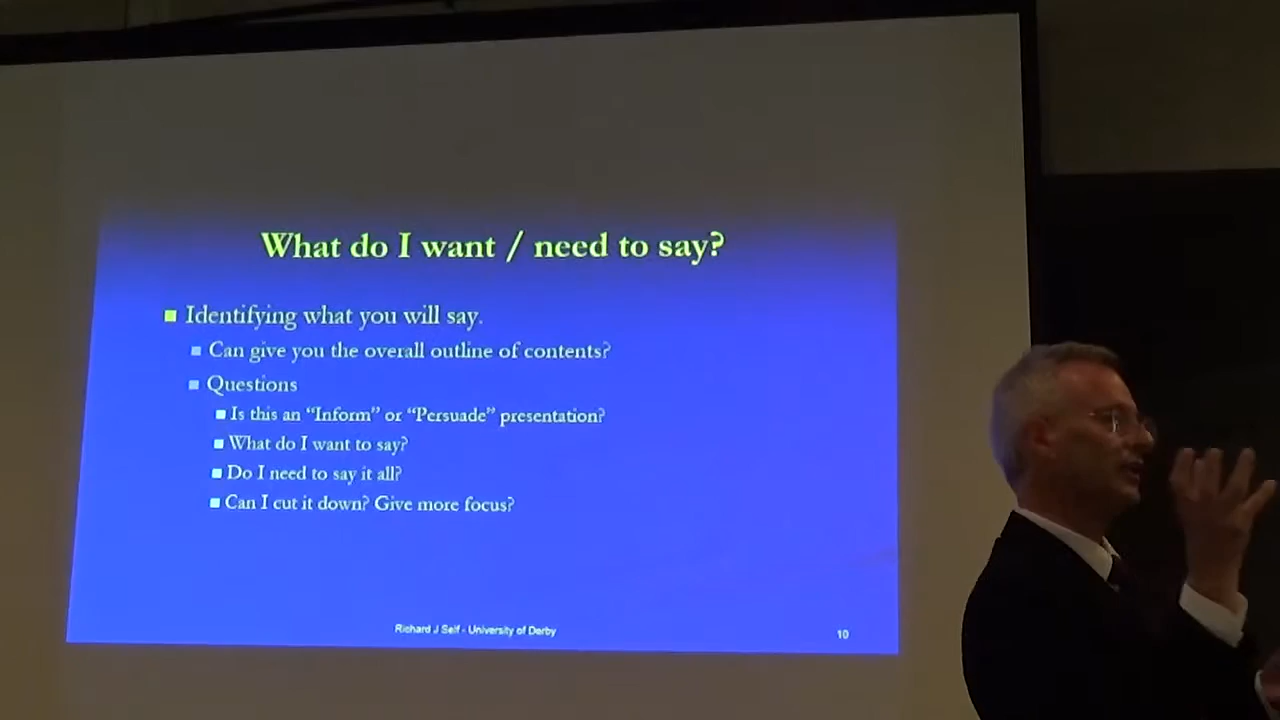 What do I want / need to say?
Identifying what you will say.
Can give you the overall outline of contents?
Questions
Is this an “Inform” or “Persuade” presentation?
What do I want to say?
Do I need to say it all?
Can I cut it down? Give more focus?
Richard J Self - University of Derby
10